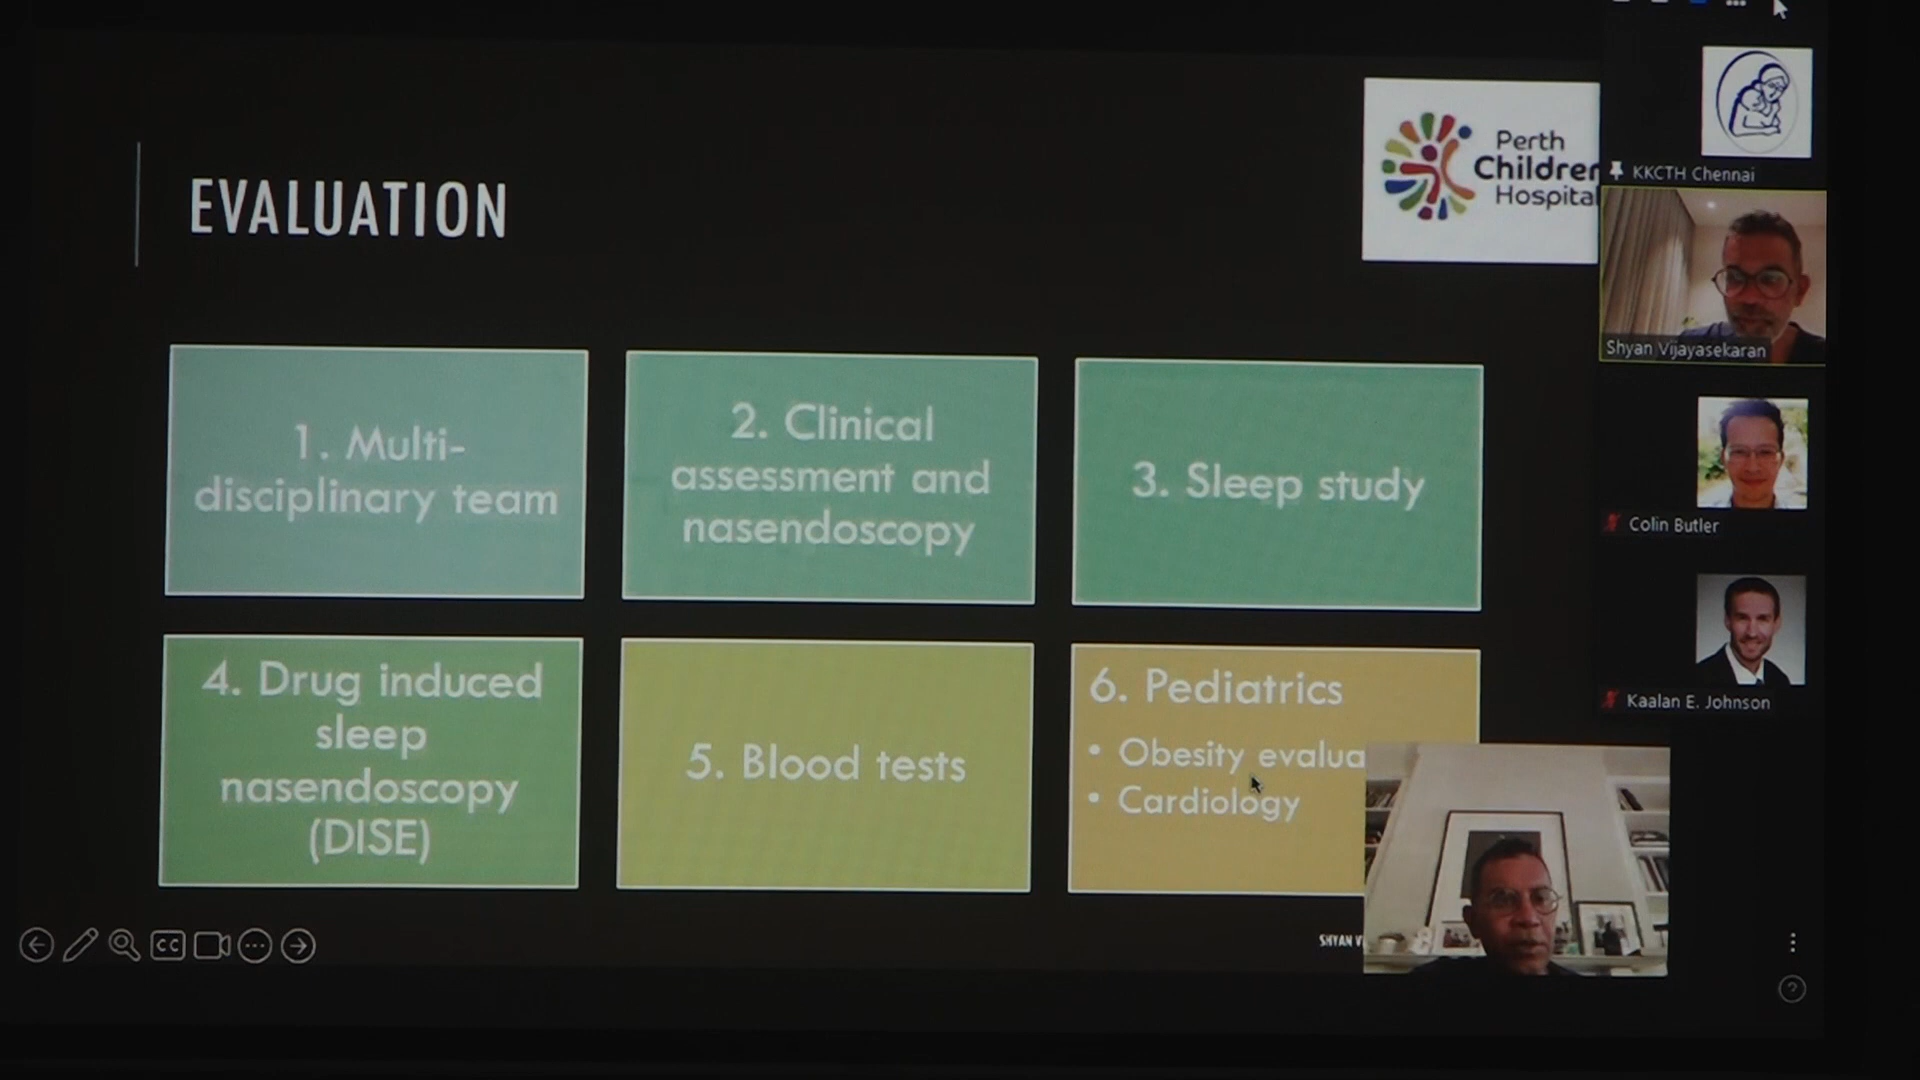 EVALUATION
Perth
Children
Hospital
KKCTH Chennai
Shyan Vijayasekaran
Colin Butler
Kaalan E. Johnson
1. Multi-
disciplinary team
2. Clinical
assessment and
nasendoscopy
3. Sleep study
4. Drug induced
sleep
nasendoscopy
(DISE)
5. Blood tests
6. Pediatrics
• Obesity evalua
• Cardiology
SHYAN V
CC